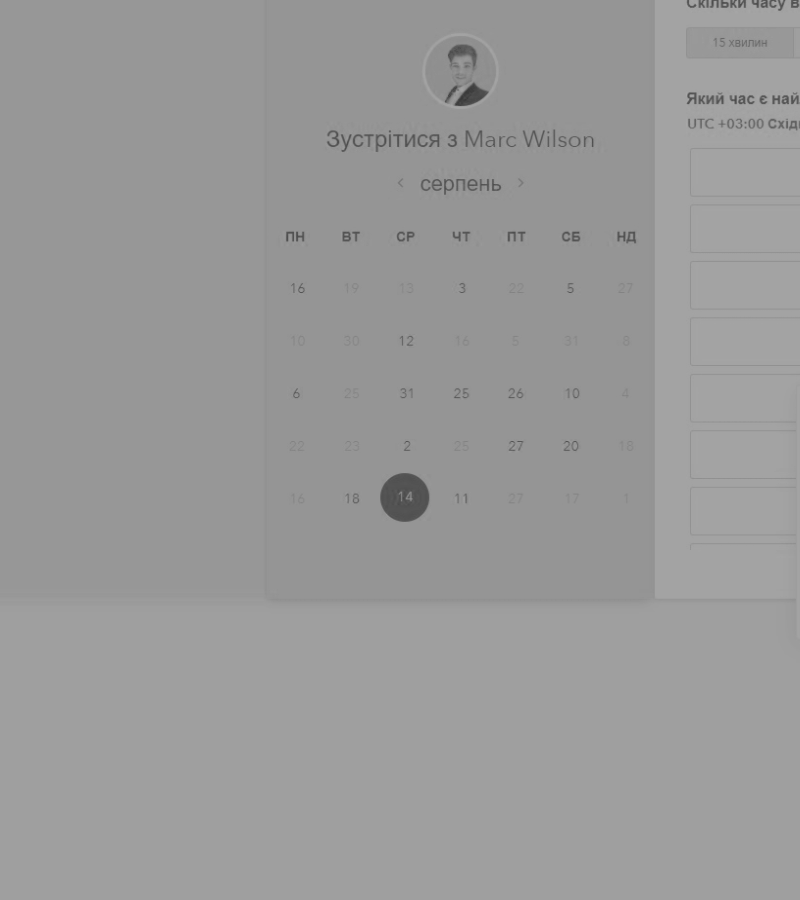 Скільки часу в
15 хвилин
Який час є най
UTC +03:00 Східн
Зустрітися з Marc Wilson
серпень
ПН ВТ СР ЧТ ПТ СБ НД
16 19 13 3 22 5 27
10 30 12 16 5 31 8
6 25 31 25 26 10 4
22 23 2 25 27 20 18
16 18 14 11 27 17 1